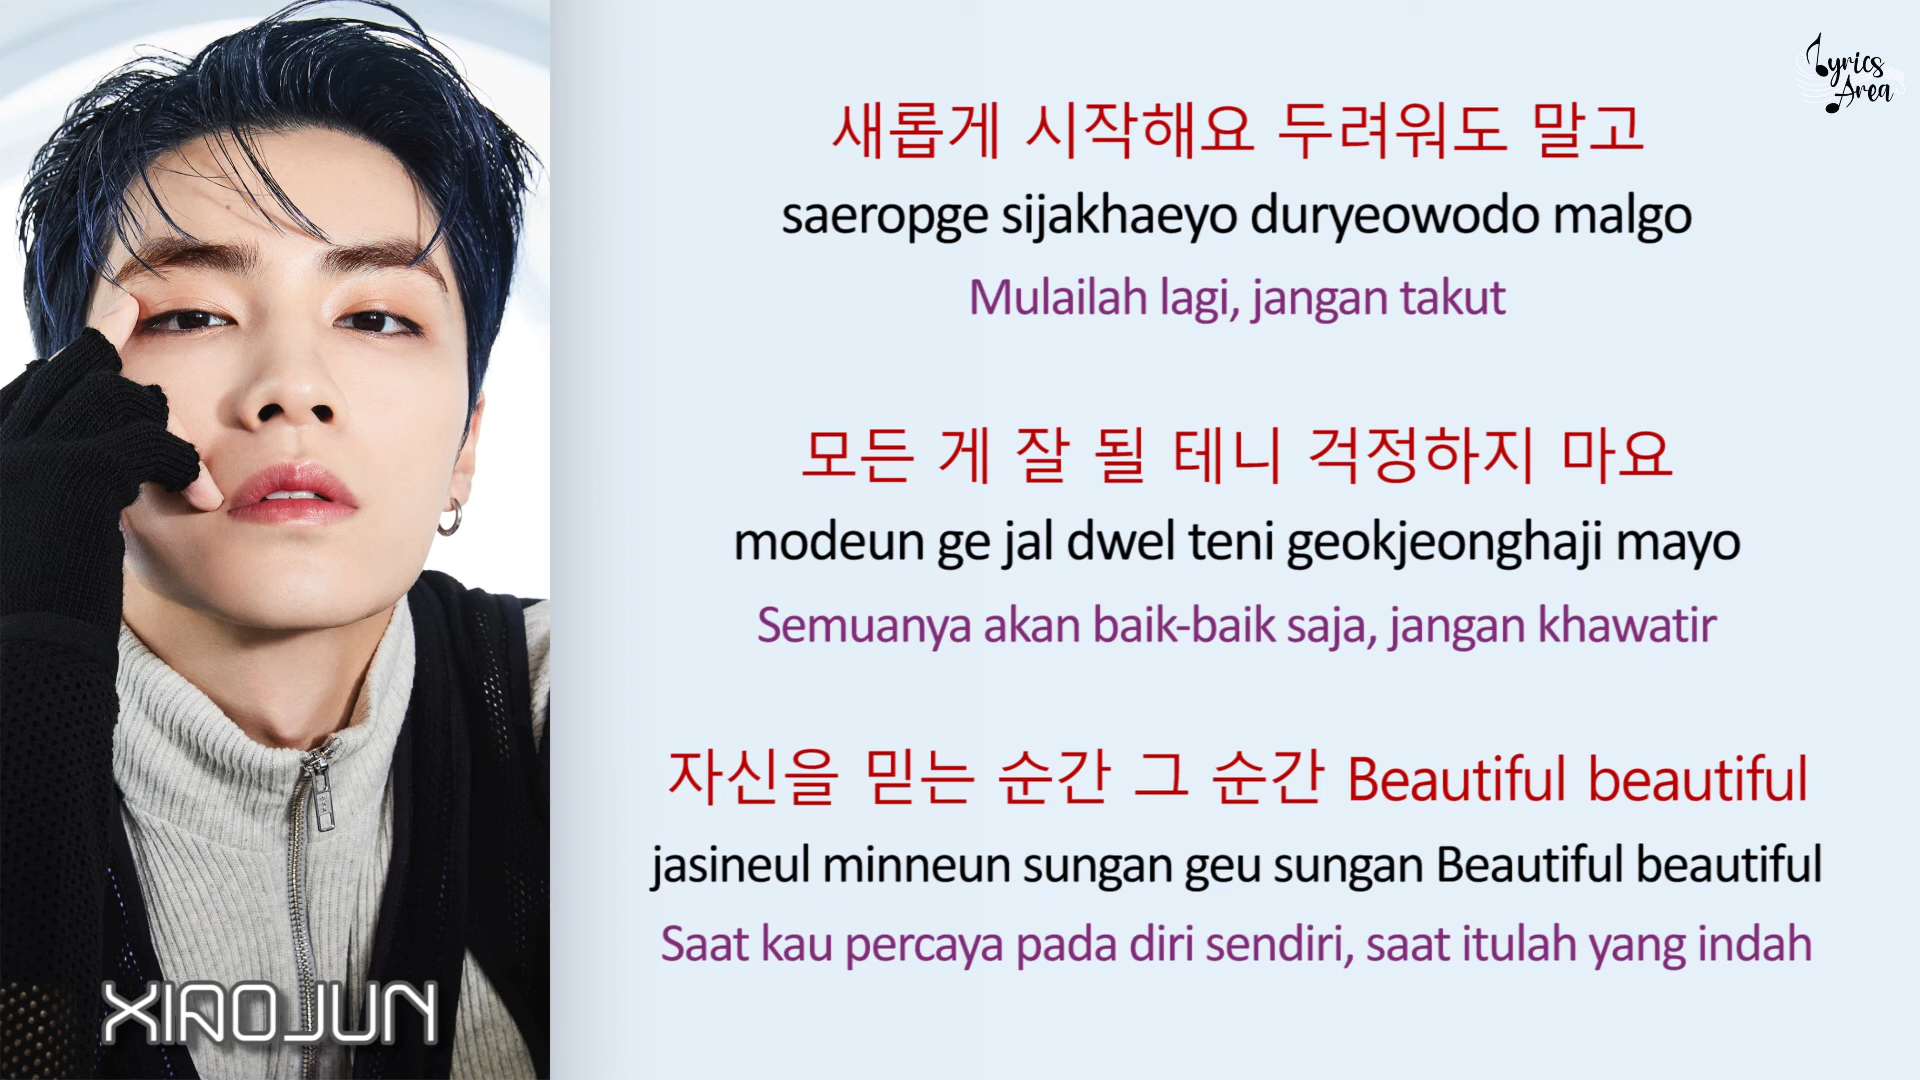 Lyrics
Area
새롭게 시작해요 두려워도 말고
saeropge sijakhaeyo duryeowodo malgo
Mulailah lagi, jangan takut
모든 게 잘 될 테니 걱정하지 마요
modeun ge jal dwel teni geokjeonghaji mayo
Semuanya akan baik-baik saja, jangan khawatir
자신을 믿는 순간 그 순간 Beautiful beautiful
jasineul minneun sungan geu sungan Beautiful beautiful
Saat kau percaya pada diri sendiri, saat itulah yang indah
XIAOJUN